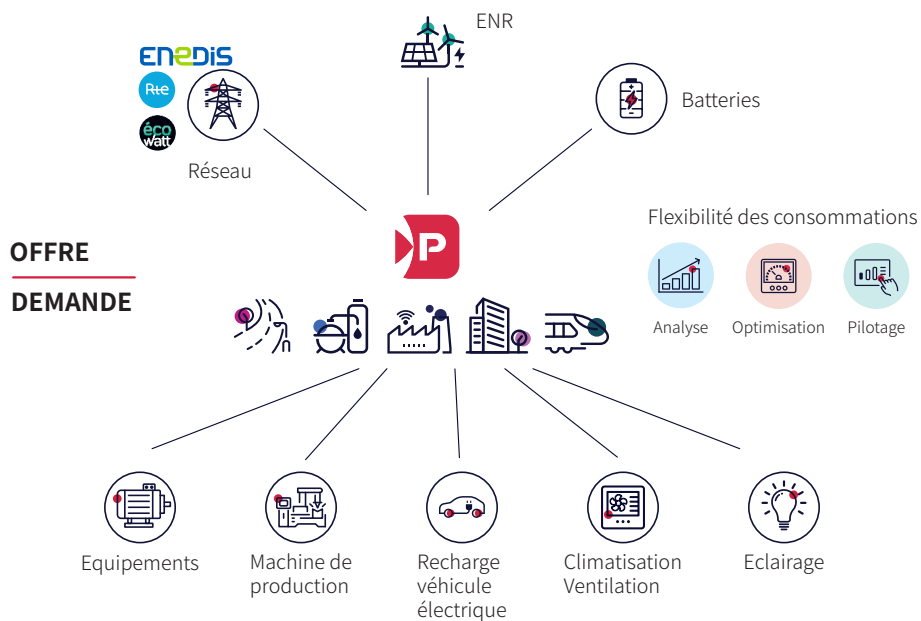 ENR
ENEDIS
Rte
éco
watt
Réseau
Batteries
Flexibilité des consommations
P
OFFRE
DEMANDE
Analyse
Optimisation
Pilotage
Equipements
Machine de
production
Recharge
véhicule
électrique
Climatisation
Ventilation
Eclairage